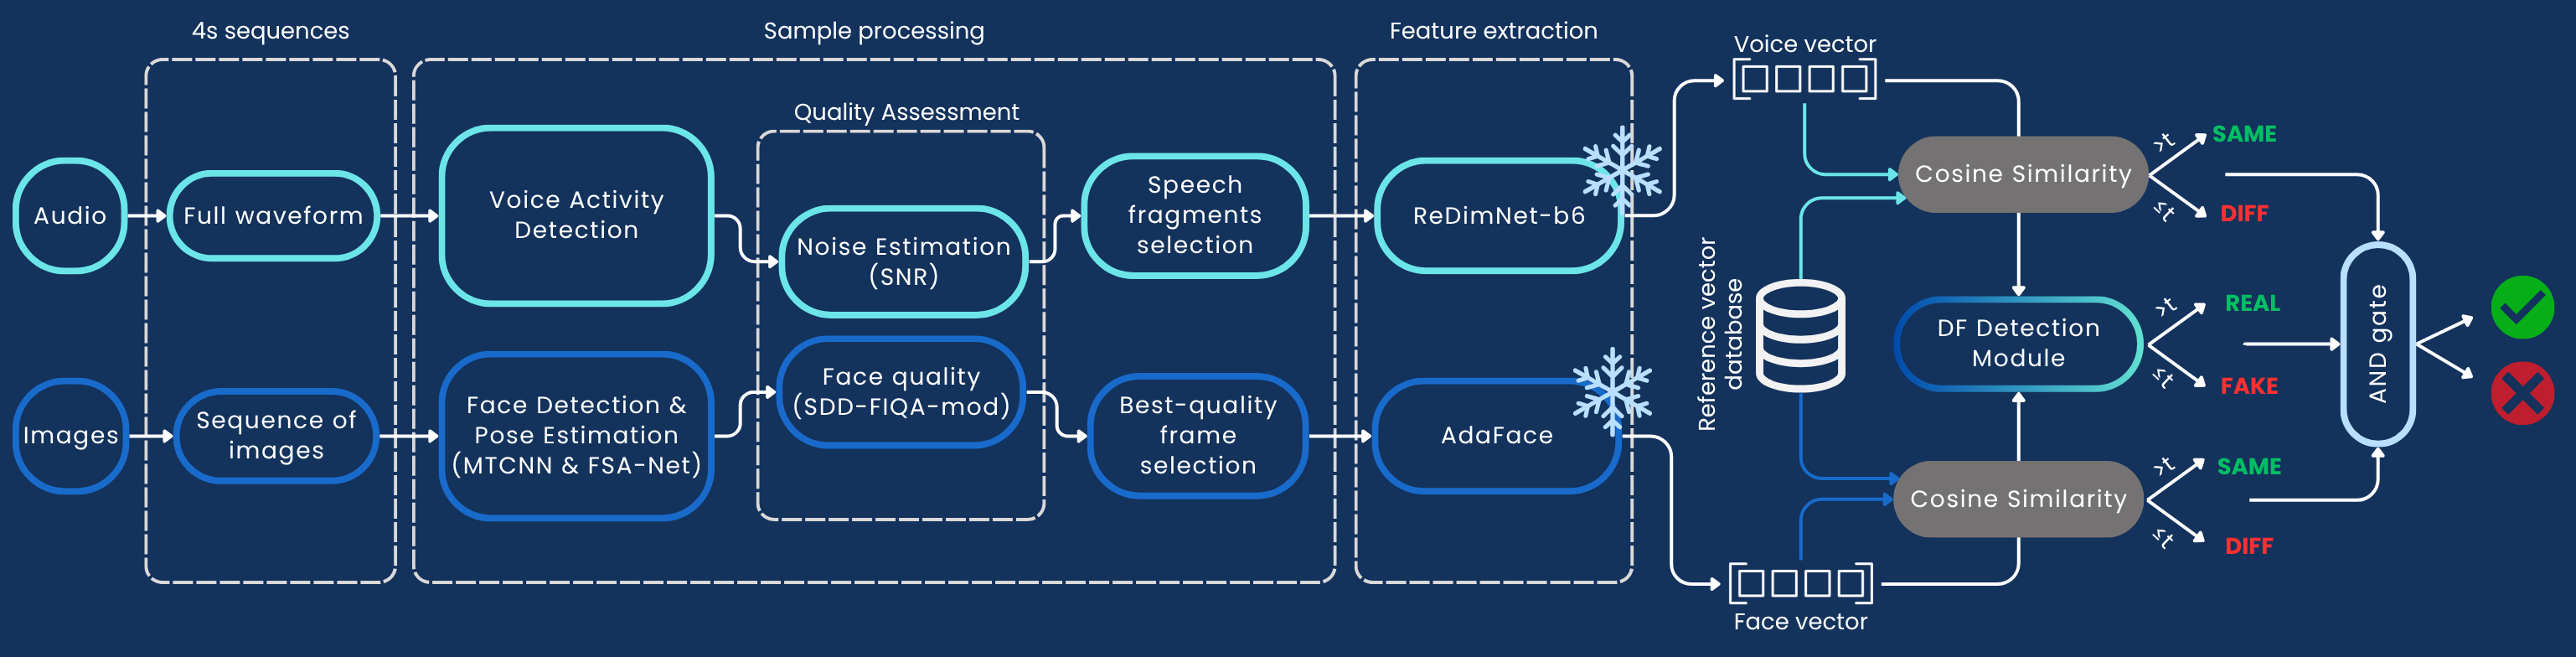 4s sequences
Sample processing
Feature extraction
Voice vector
Quality Assessment
Audio
Full waveform
Voice Activity
Detection
Noise Estimation
(SNR)
Speech
fragments
selection
ReDimNet-b6
Cosine Similarity
>t
SAME
≤t
DIFF
Reference vector
database
DF Detection
Module
>t
REAL
≤t
FAKE
AND gate
Images
Sequence of
images
Face Detection &
Pose Estimation
(MTCNN & FSA-Net)
Face quality
(SDD-FIQA-mod)
Best-quality
frame
selection
AdaFace
Cosine Similarity
>t
SAME
≤t
DIFF
Face vector